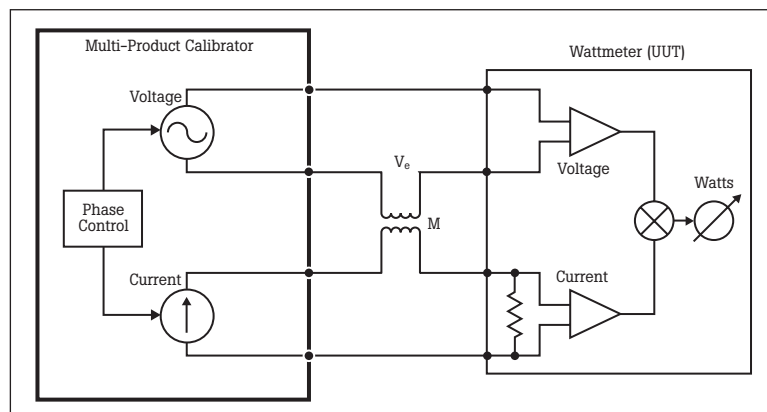 Multi-Product Calibrator
Wattmeter (UUT)
Voltage
Vₑ
Voltage
Watts
Phase
Control
M
Current
Current